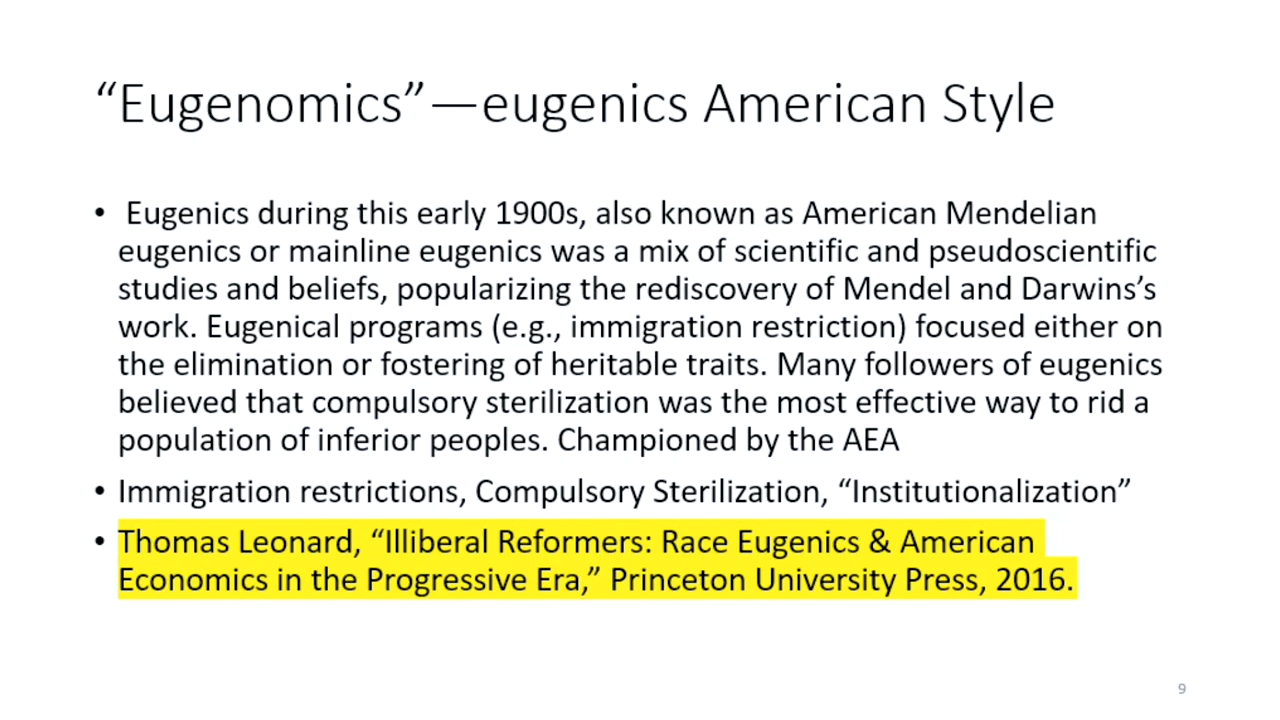 “Eugenomics”—eugenics American Style
• Eugenics during this early 1900s, also known as American Mendelian
eugenics or mainline eugenics was a mix of scientific and pseudoscientific
studies and beliefs, popularizing the rediscovery of Mendel and Darwins’s
work. Eugenical programs (e.g., immigration restriction) focused either on
the elimination or fostering of heritable traits. Many followers of eugenics
believed that compulsory sterilization was the most effective way to rid a
population of inferior peoples. Championed by the AEA
• Immigration restrictions, Compulsory Sterilization, “Institutionalization”
• Thomas Leonard, “Illiberal Reformers: Race Eugenics & American
Economics in the Progressive Era,” Princeton University Press, 2016.
9